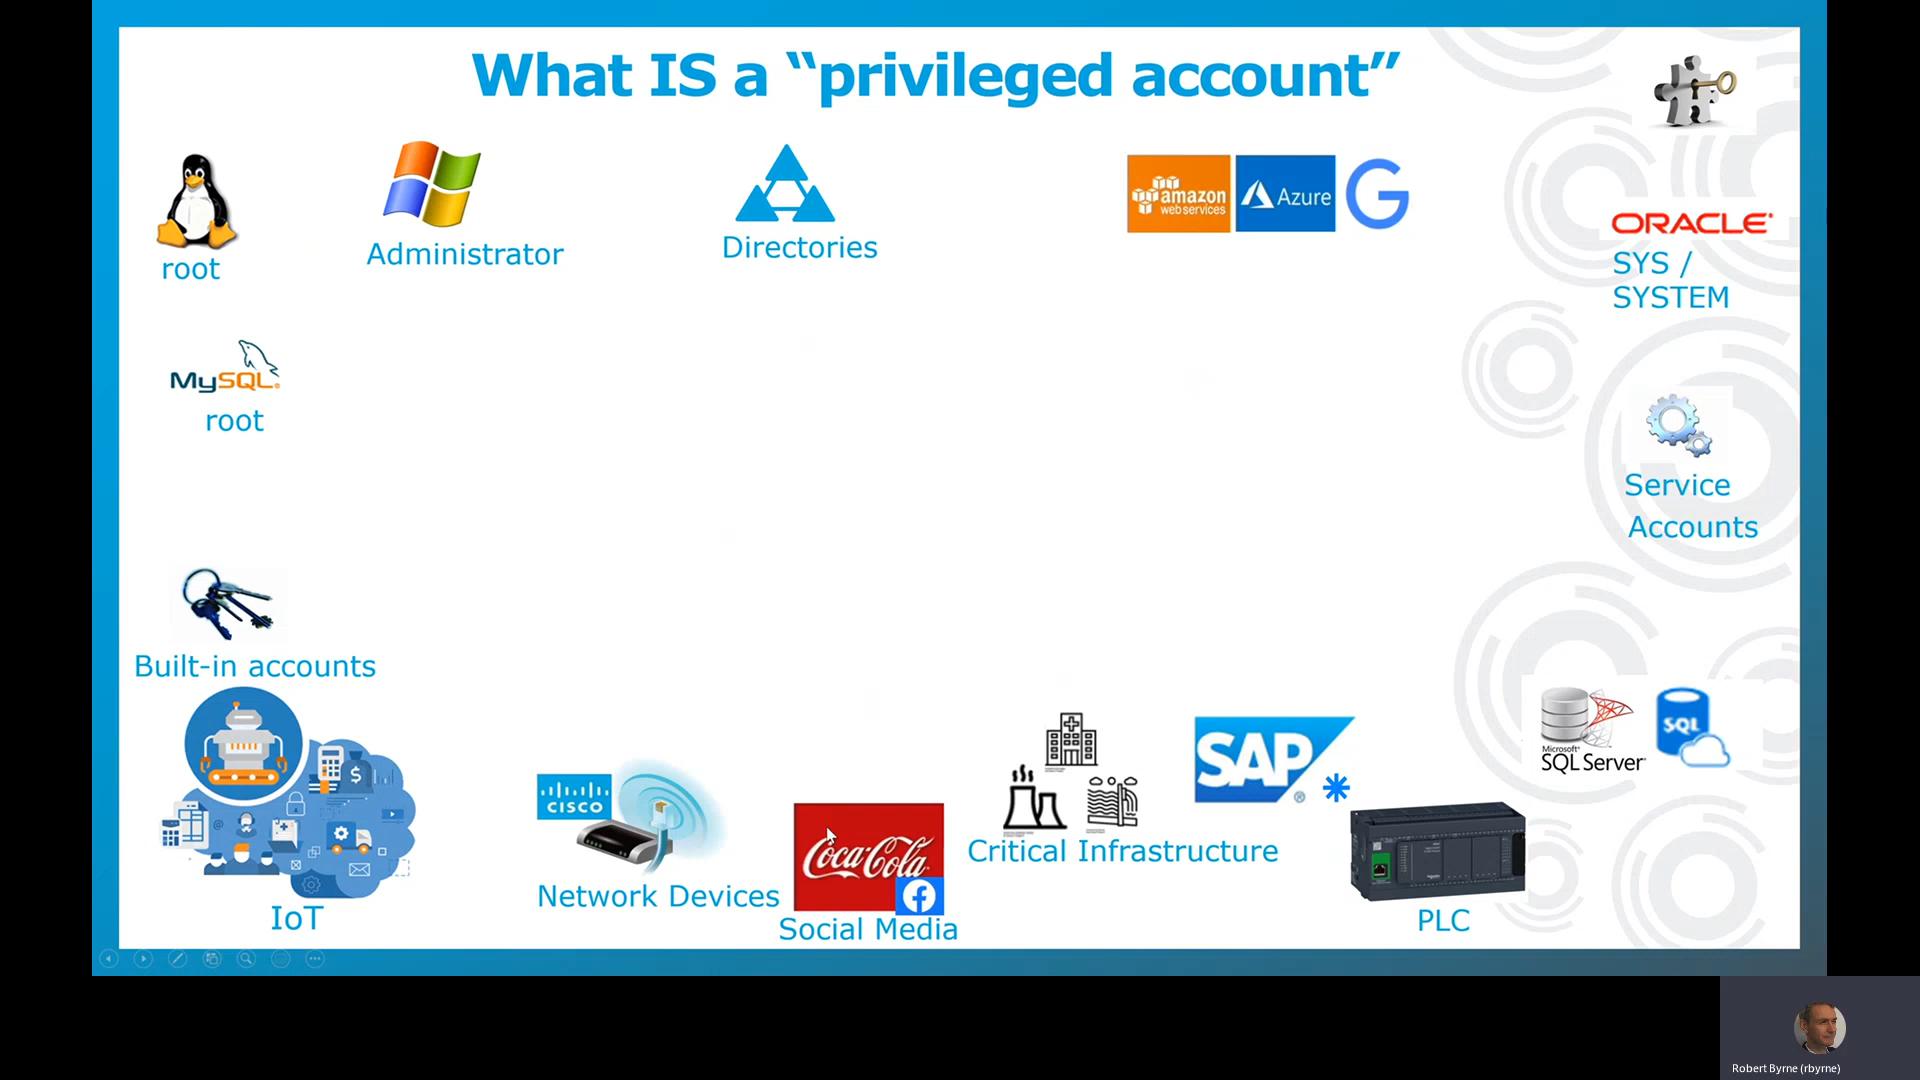 What IS a “privileged account”
root
Administrator
Directories
amazon
webservices
Azure
G
ORACLE®
SYS /
SYSTEM
MySQL®
root
Service
Accounts
Built-in accounts
IoT
CISCO
Network Devices
Coca-Cola
Social Media
Critical Infrastructure
SAP®
PLC
Microsoft®
SQL Server®
SQL
Robert Byrne (rbyrne)